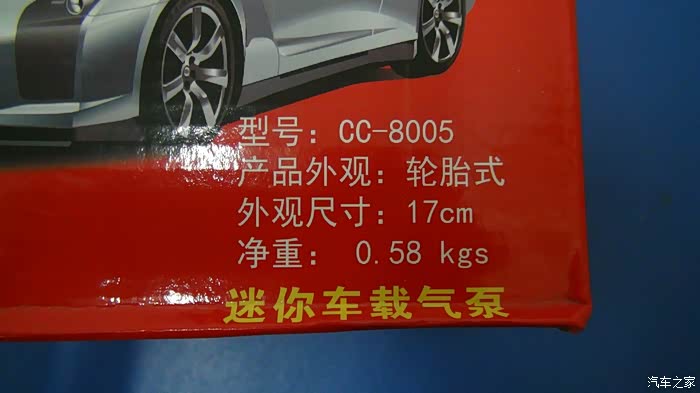 型号：CC-8005
产品外观：轮胎式
外观尺寸：17cm
净重： 0.58 kgs
迷你车载气泵
汽车之家